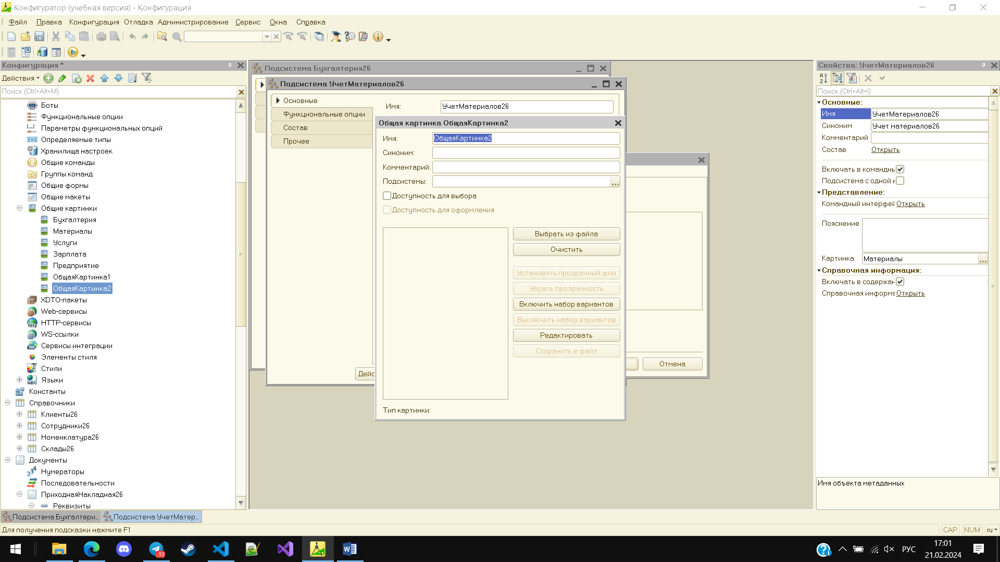 Конфигуратор (учебная версия) - Конфигурация
Файл Правка Конфигурация Отладка Администрирование Сервис Окна Справка
Конфигурация *
Действия
Поиск (Ctrl+Alt+M)
Боты
Функциональные опции
Параметры функциональных опций
Определяемые типы
Хранилища настроек
Общие команды
Группы команд
Общие формы
Общие макеты
Общие картинки
Бухгалтерия
Материалы
Услуги
Зарплата
Предприятие
ОбщаяКартинка1
ОбщаяКартинка2
XDTO-пакеты
Web-сервисы
HTTP-сервисы
WS-ссылки
Сервисы интеграции
Элементы стиля
Стили
Языки
Константы
Справочники
Клиенты26
Сотрудники26
Номенклатура26
Склады26
Документы
Нумераторы
Последовательности
ПриходнаяНакладная26
Реквизиты
Подсистема Бухгалтерия26
Подсистема УчетМатериалов26
Основные
Функциональные опции
Состав
Прочее
Имя: УчетМатериалов26
Дейс
Общая картинка ОбщаяКартинка2
Имя: ОбщаяКартинка2
Синоним:
Комментарий:
Подсистемы: ...
Доступность для выбора
Доступность для оформления
Выбрать из файла
Очистить
Установить прозрачный фон
Убрать прозрачность
Включить набор вариантов
Выключить набор вариантов
Редактировать
Сохранить в файл
Тип картинки:
Отмена
Свойства: УчетМатериалов26
Поиск (Ctrl+Alt+I)
Основные:
Имя УчетМатериалов26
Синоним Учет материалов26
Комментарий
Состав Открыть
Включать в командны
Подсистема с одной к
Представление:
Командный интерфей Открыть
Пояснение
Картинка Материалы ...
Справочная информация:
Включать в содержан
Справочная информа Открыть
Имя объекта метаданных
Подсистема Бухгалтери... Подсистема УчетМатер...
Для получения подсказки нажмите F1
CAP NUM ru
.93
РУС
17:01
21.02.2024